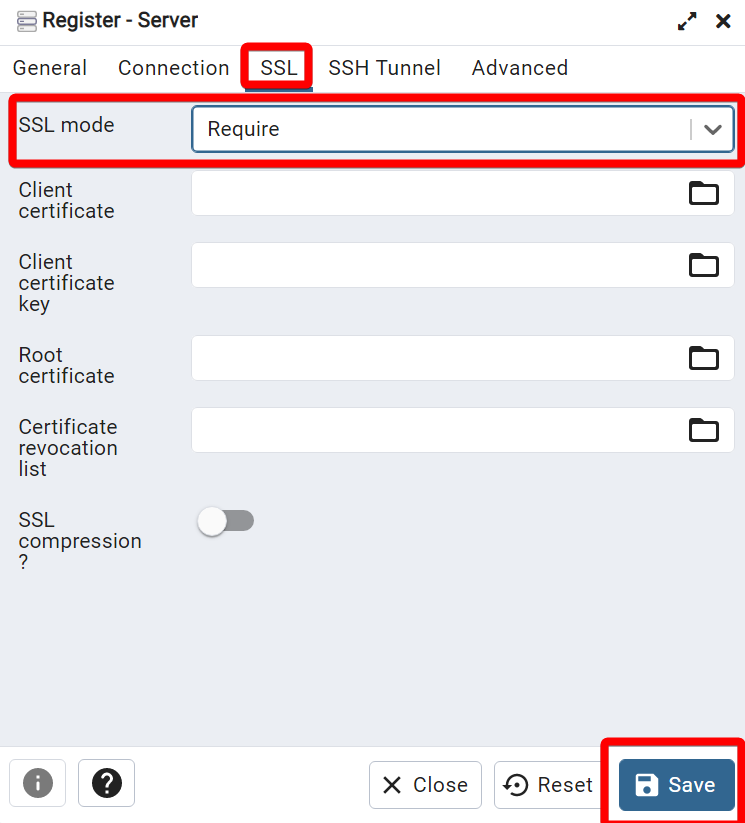 Register - Server
General Connection SSL SSH Tunnel Advanced
SSL mode
Require
Client
certificate
Client
certificate
key
Root
certificate
Certificate
revocation
list
SSL
compression
?
Close Reset Save